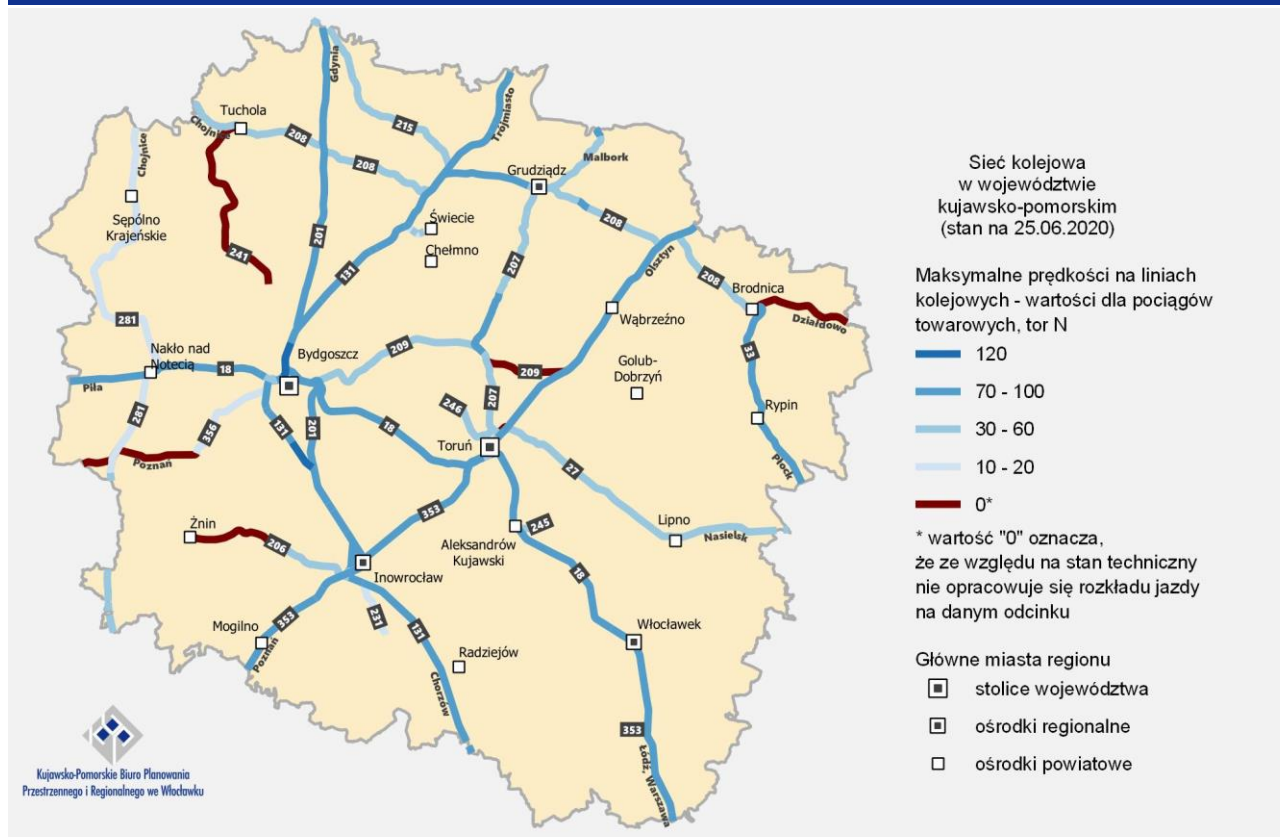 Gdynia
Tuchola
Chojnice
208
215
Trójmiasto
Chojnice
208
Malbork
Grudziądz
Sępólno
Krajeńskie
Świecie
208
201
Chełmno
241
131
207
Olsztyn
208
Brodnica
Działdowo
281
Wąbrzeźno
Nakło nad
Notecią
18
Bydgoszcz
209
33
Piła
209
Golub-
Dobrzyń
281
356
131
201
18
246
207
Rypin
Toruń
Poznań
27
Płock
353
Żnin
206
Aleksandrów
Kujawski
245
Lipno
Nasielsk
Inowrocław
18
Mogilno
353
231
131
Włocławek
Poznań
Radziejów
Chorzów
353
Łódź, Warszawa
Sieć kolejowa
w województwie
kujawsko-pomorskim
(stan na 25.06.2020)
Maksymalne prędkości na liniach
kolejowych - wartości dla pociągów
towarowych, tor N
120
70 - 100
30 - 60
10 - 20
0*
* wartość "0" oznacza,
że ze względu na stan techniczny
nie opracowuje się rozkładu jazdy
na danym odcinku
Główne miasta regionu
stolice województwa
ośrodki regionalne
ośrodki powiatowe
Kujawsko-Pomorskie Biuro Planowania
Przestrzennego i Regionalnego we Włocławku